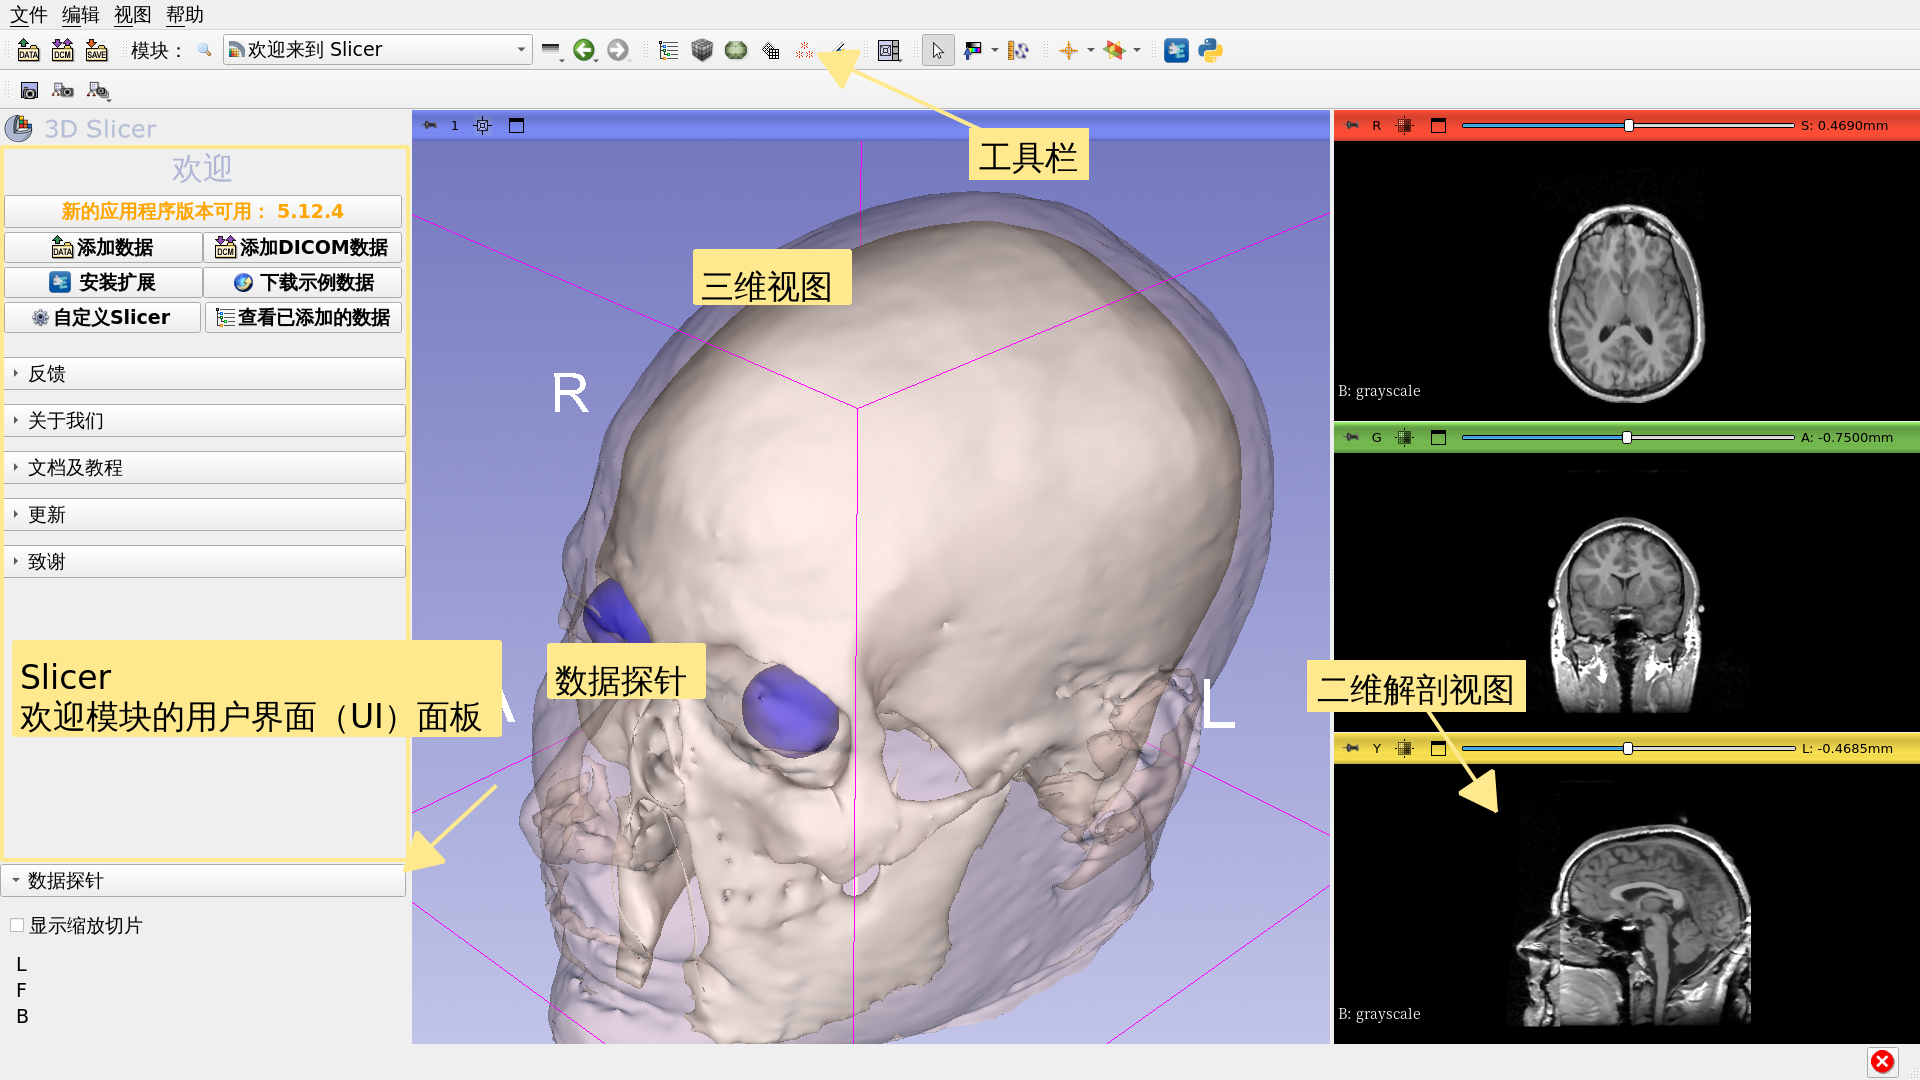 文件 编辑 视图 帮助
DATA DCM SAVE 模块： 欢迎来到 Slicer
3D Slicer
欢迎
新的应用程序版本可用： 5.12.4
DATA 添加数据 DCM 添加DICOM数据
安装扩展 下载示例数据
自定义Slicer 查看已添加的数据
反馈
关于我们
文档及教程
更新
致谢
Slicer
欢迎模块的用户界面（UI）面板
数据探针
显示缩放切片
L
F
B
1
工具栏
三维视图
R
数据探针
A
L
R S: 0.4690mm
B: grayscale
G A: -0.7500mm
二维解剖视图
Y L: -0.4685mm
B: grayscale